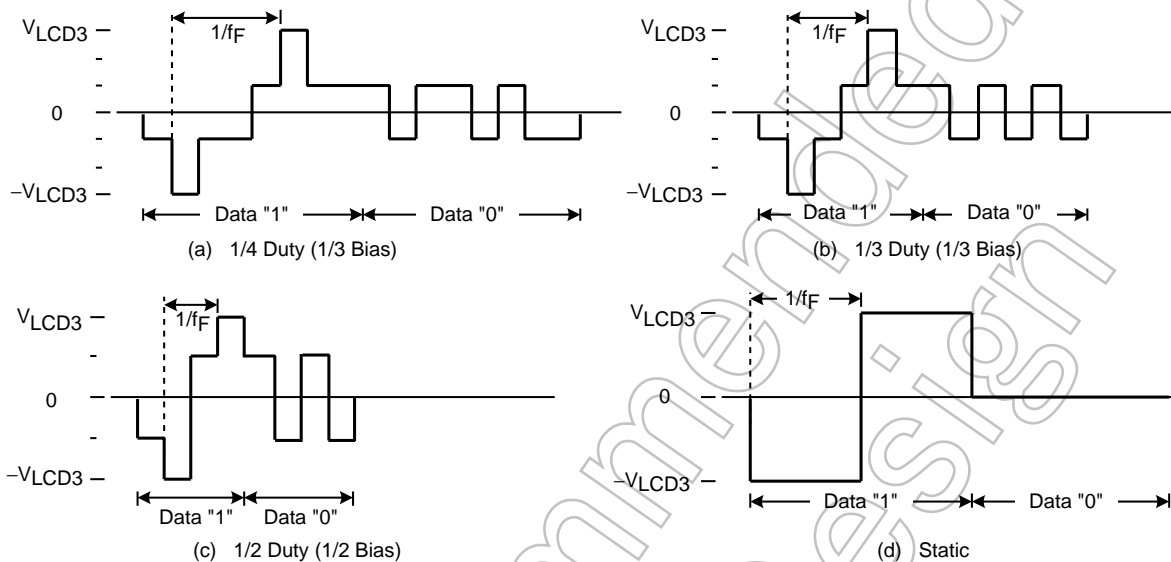 VLCD3
1/fF
0
−VLCD3
Data "1"
Data "0"
(a) 1/4 Duty (1/3 Bias)
VLCD3
1/fF
0
−VLCD3
Data "1"
Data "0"
(b) 1/3 Duty (1/3 Bias)
VLCD3
1/fF
0
−VLCD3
Data "1"
Data "0"
(c) 1/2 Duty (1/2 Bias)
VLCD3
1/fF
0
−VLCD3
Data "1"
Data "0"
(d) Static
mmended
esign